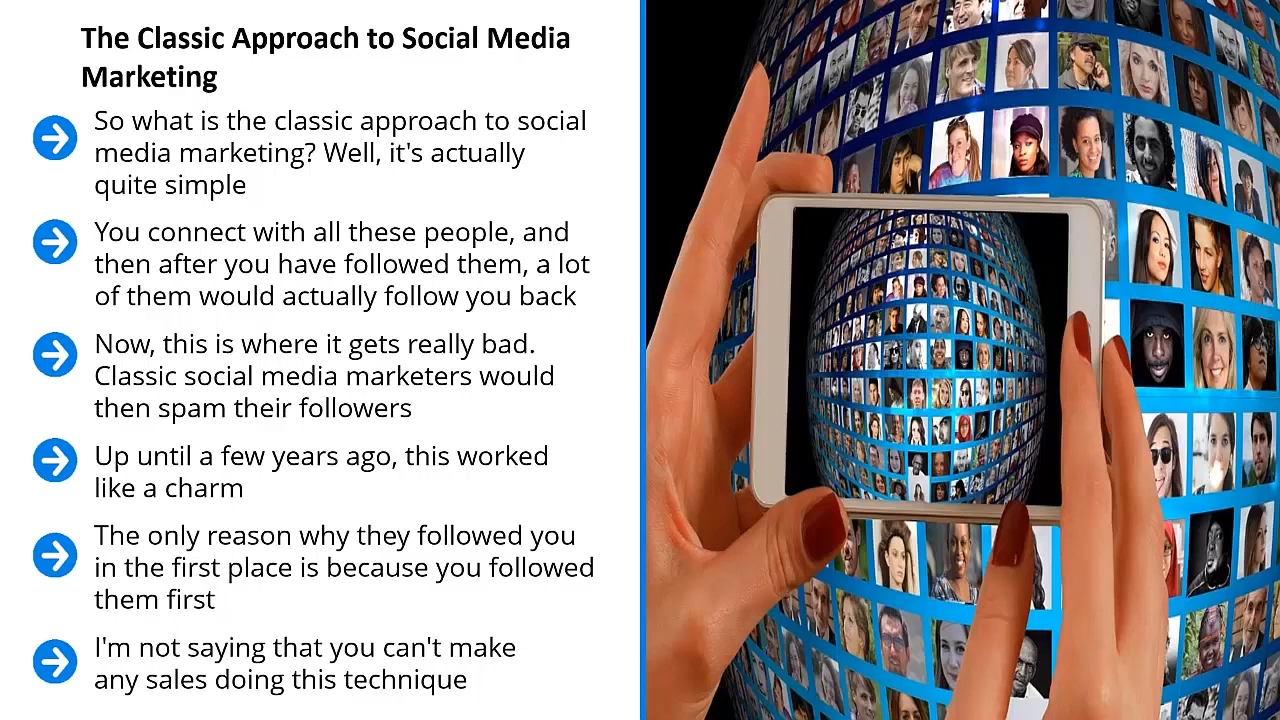 The Classic Approach to Social Media
Marketing
So what is the classic approach to social
media marketing? Well, it's actually
quite simple
You connect with all these people, and
then after you have followed them, a lot
of them would actually follow you back
Now, this is where it gets really bad.
Classic social media marketers would
then spam their followers
Up until a few years ago, this worked
like a charm
The only reason why they followed you
in the first place is because you followed
them first
I'm not saying that you can't make
any sales doing this technique